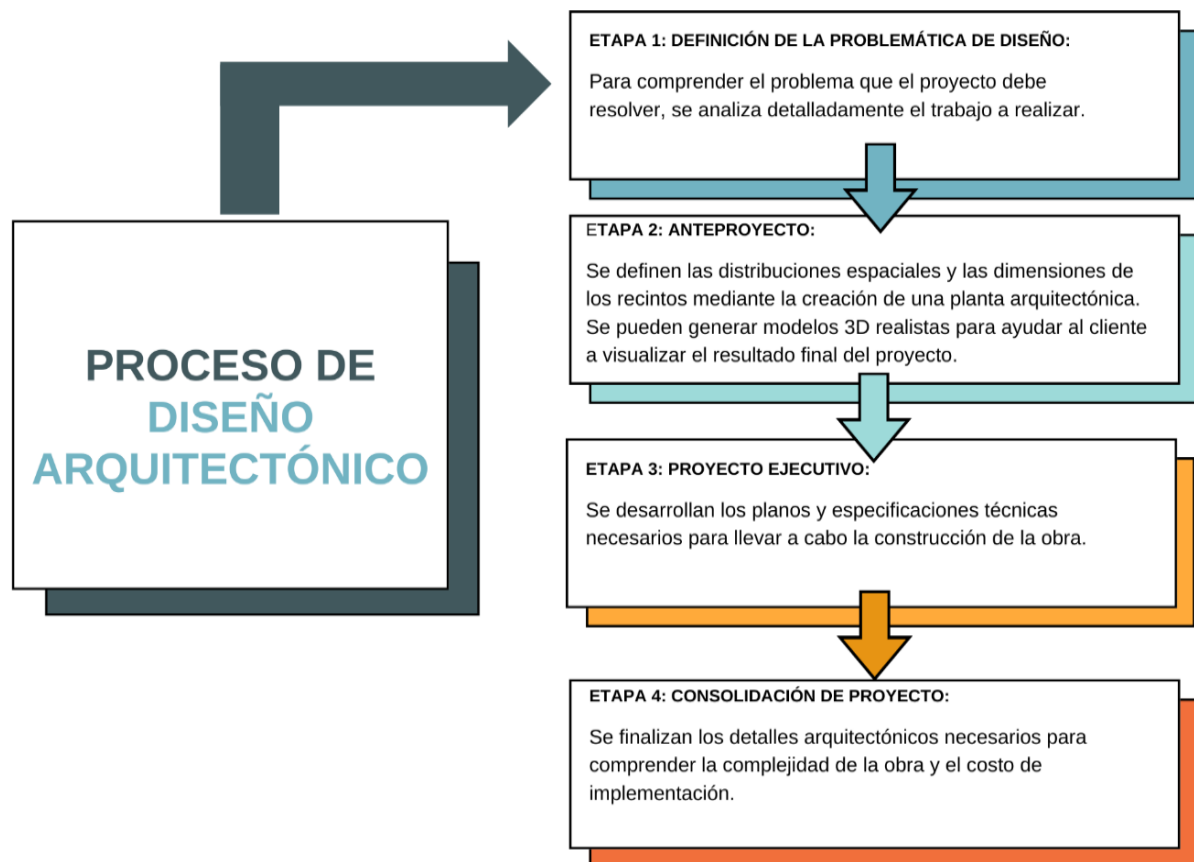 PROCESO DE
DISEÑO
ARQUITECTÓNICO
ETAPA 1: DEFINICIÓN DE LA PROBLEMÁTICA DE DISEÑO:
Para comprender el problema que el proyecto debe
resolver, se analiza detalladamente el trabajo a realizar.
ETAPA 2: ANTEPROYECTO:
Se definen las distribuciones espaciales y las dimensiones de
los recintos mediante la creación de una planta arquitectónica.
Se pueden generar modelos 3D realistas para ayudar al cliente
a visualizar el resultado final del proyecto.
ETAPA 3: PROYECTO EJECUTIVO:
Se desarrollan los planos y especificaciones técnicas
necesarios para llevar a cabo la construcción de la obra.
ETAPA 4: CONSOLIDACIÓN DE PROYECTO:
Se finalizan los detalles arquitectónicos necesarios para
comprender la complejidad de la obra y el costo de
implementación.